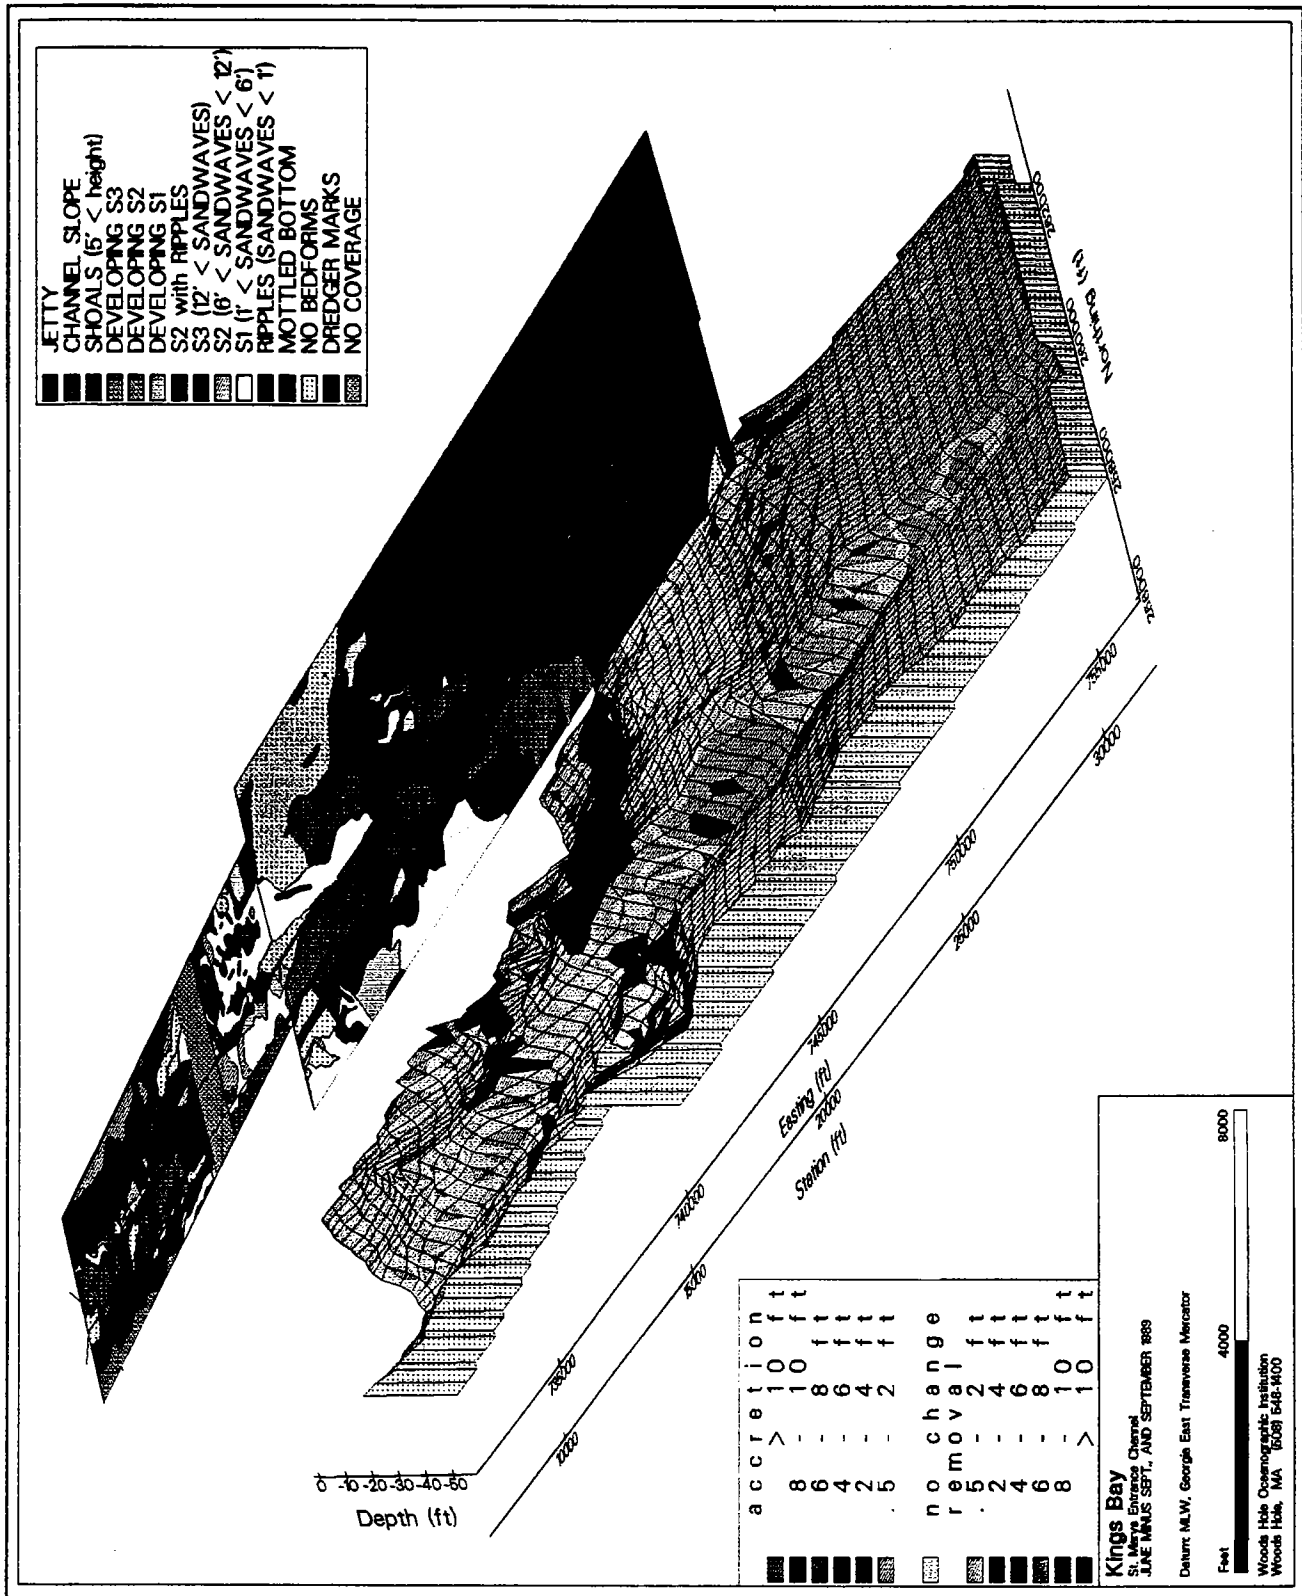 JETTY
CHANNEL SLOPE
SHOALS (5' < height)
DEVELOPING S3
DEVELOPING S2
DEVELOPING S1
S2 with RIPPLES
S3 (12' < SANDWAVES)
S2 (6' < SANDWAVES < 12')
S1 (1' < SANDWAVES < 6')
RIPPLES (SANDWAVES < 1')
MOTTLED BOTTOM
NO BEDFORMS
DREDGER MARKS
NO COVERAGE
Northing (ft)
755000
30000
750000
25000
745000
Easting (ft)
20000
Station (ft)
740000
15000
735000
10000
0 -10 -20 -30 -40 -50
Depth (ft)
accretion
> 10 ft
8 - 10 ft
6 - 8 ft
4 - 6 ft
2 - 4 ft
.5 - 2 ft
no change
removal
.5 - 2 ft
2 - 4 ft
4 - 6 ft
6 - 8 ft
8 - 10 ft
> 10 ft
Kings Bay
St. Marys Entrance Channel
JUNE MINUS SEPT., AND SEPTEMBER 1989
Datum: MLW, Georgia East Transverse Mercator
Feet 4000 8000
Woods Hole Oceanographic Institution
Woods Hole, MA (508) 548-1400